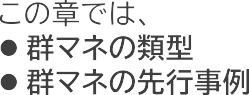 この章では、
● 群マネの類型
● 群マネの先行事例